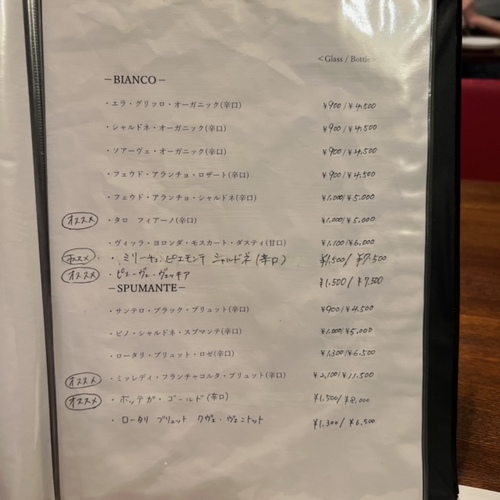 <Glass / Bottle>
－BIANCO－
・エラ・グリッロ・オーガニック(辛口) ¥900/¥4,500
・シャルドネ・オーガニック(辛口) ¥900/¥4,500
・ソアーヴェ・オーガニック(辛口) ¥900/¥4,500
・フェウド・アランチョ・ロザート(辛口) ¥900/¥4,500
・フェウド・アランチョ・シャルドネ(辛口) ¥1,000/¥5,000
オススメ ・タロ フィアーノ(辛口) ¥1,000/¥5,000
・ヴィッラ・ヨロンダ・モスカート・ダスティ(甘口) ¥1,100/¥6,000
オススメ ・ミリーチェ:ピエモンテ シャルドネ(辛口) ¥1,500/¥7,500
オススメ ・ピューヴェ・ヴェッキア ¥1,500/¥7,500
－SPUMANTE－
・サンテロ・ブラック・ブリュット(辛口) ¥900/¥4,500
・ピノ・シャルドネ・スプマンテ(辛口) ¥1,000/¥5,000
・ロータリ・ブリュット・ロゼ(辛口) ¥1,300/¥6,500
オススメ ・ミッレディ・フランチャコルタ・ブリュット(辛口) ¥2,100/¥11,500
オススメ ・ボッテガ・ゴールド(辛口) ¥1,500/¥8,000
・ロータリ ブリュット クヴェ・ヴェントット ¥1,300/¥6,500